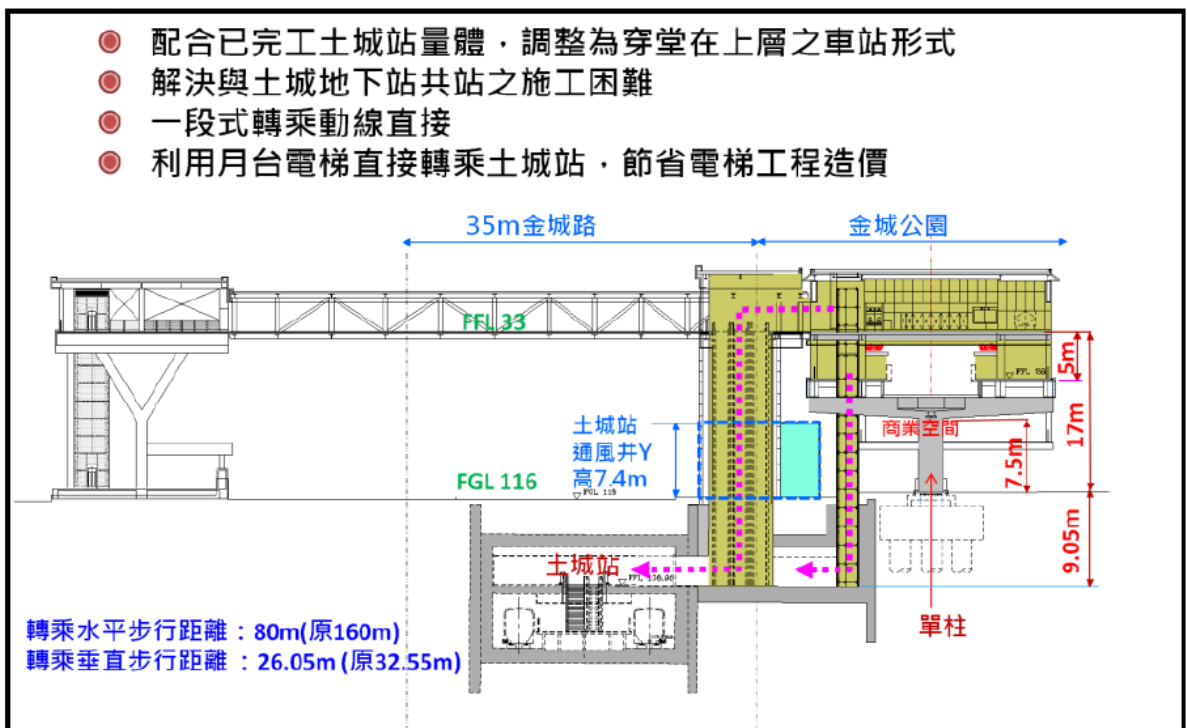 配合已完工土城站量體，調整為穿堂在上層之車站形式
解決與土城地下站共站之施工困難
一段式轉乘動線直接
利用月台電梯直接轉乘土城站，節省電梯工程造價
35m金城路
金城公園
FFL 33
5m
17m
土城站
通風井Y
高7.4m
商業空間
7.5m
FGL 116
9.05m
土城站
單柱
轉乘水平步行距離：80m(原160m)
轉乘垂直步行距離：26.05m (原32.55m)